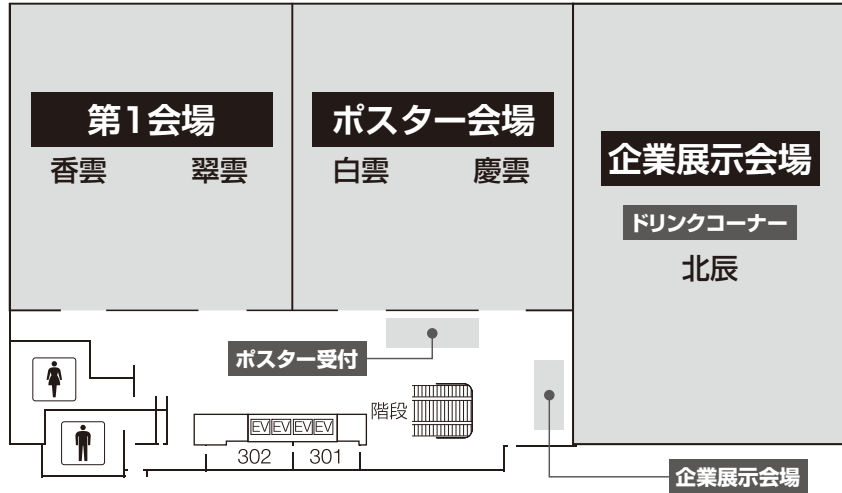 第1会場
香雲 翠雲
ポスター会場
白雲 慶雲
企業展示会場
ドリンクコーナー
北辰
ポスター受付
階段
EV EV EV EV
302 301
企業展示会場